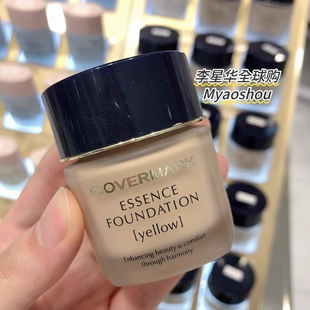 李星华全球购
Myaoshou
COVERMARK
ESSENCE
FOUNDATION
[yellow]
Enhancing beauty & comfort
through harmony